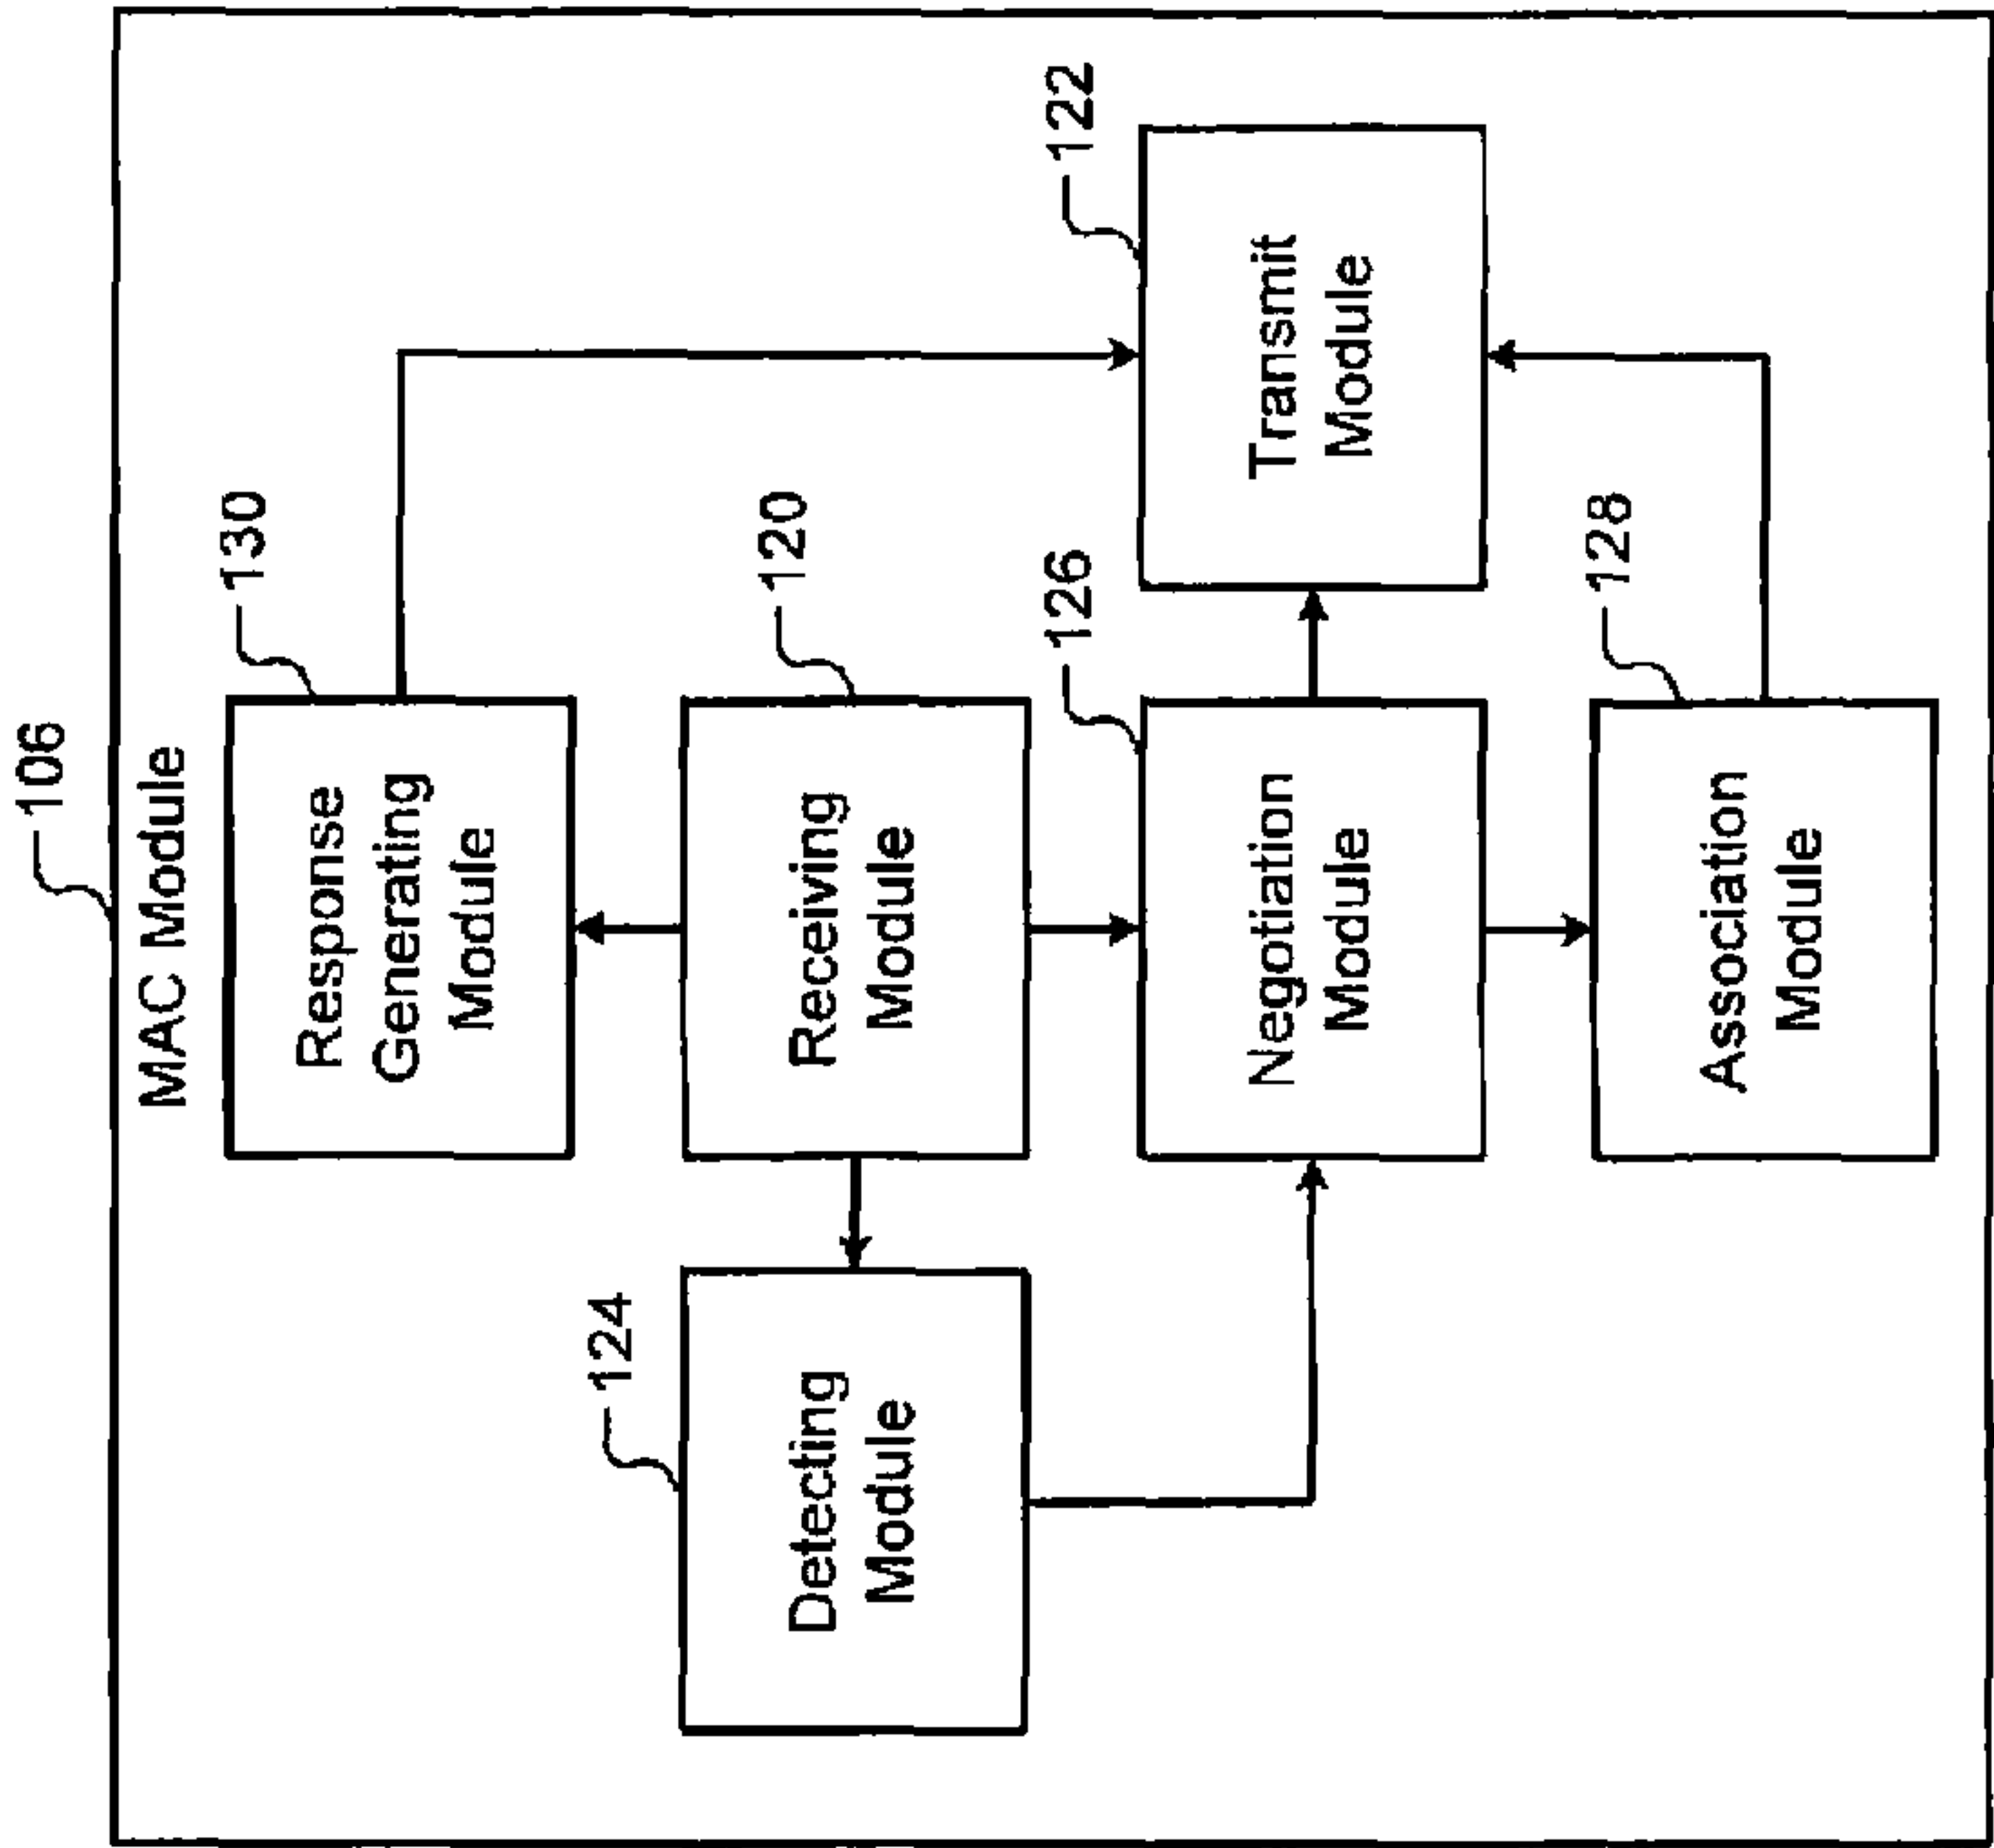 106
MAC Module
130
Response
Generating
Module
124
120
Detecting
Module
Receiving
Module
126
122
Negotiation
Module
Transmit
Module
128
Association
Module